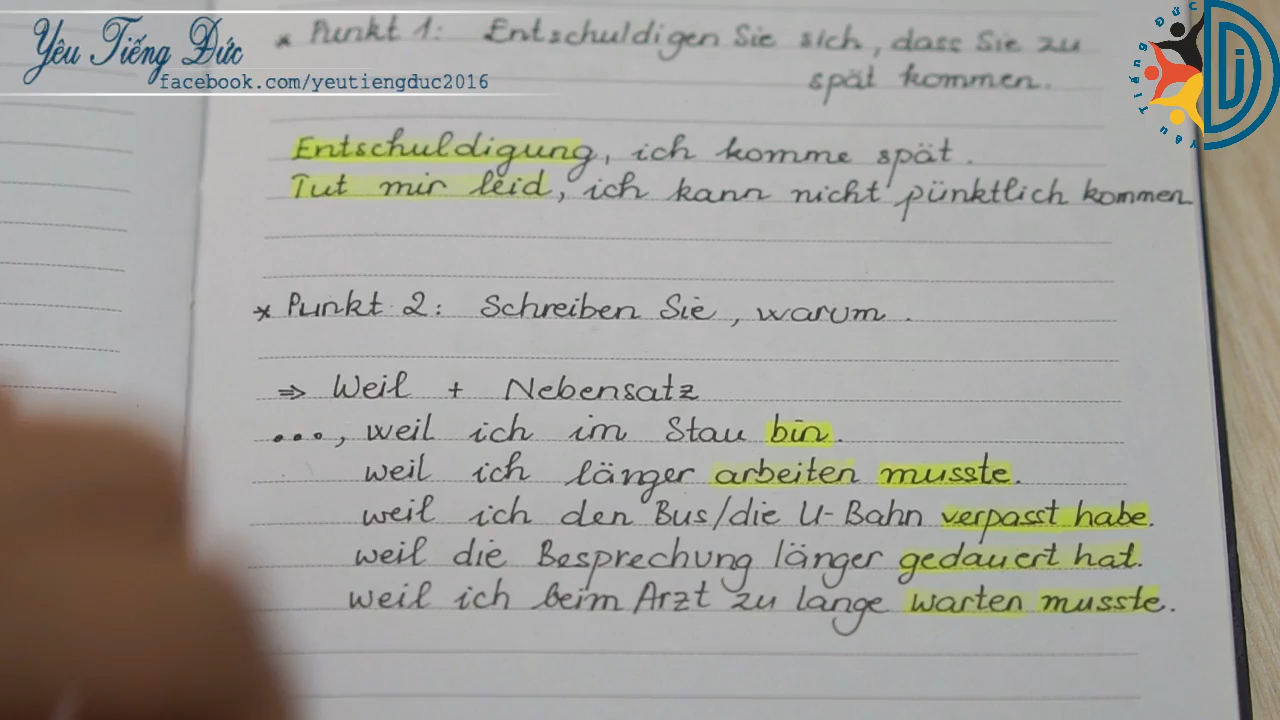 Yêu Tiếng Đức
facebook.com/yeutiengduc2016
Yêu Tiếng Đức
* Punkt 1: Entschuldigen Sie sich, dass Sie zu
spät kommen.
Entschuldigung, ich komme spät.
Tut mir leid, ich kann nicht pünktlich kommen
* Punkt 2: Schreiben Sie, warum.
⇒ Weil + Nebensatz
..., weil ich im Stau bin.
weil ich länger arbeiten musste.
weil ich den Bus/die U-Bahn verpasst habe.
weil die Besprechung länger gedauert hat.
weil ich beim Arzt zu lange warten musste.